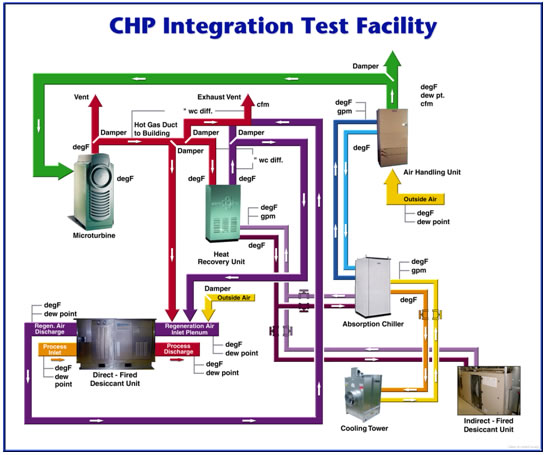 CHP Integration Test Facility
Damper
Vent
Exhaust Vent
cfm
" wc diff.
degF
dew pt.
cfm
degF
gpm
Damper
Hot Gas Duct
to Building
Damper
Damper
Damper
degF
degF
degF
degF
" wc diff.
Air Handling Unit
Outside Air
degF
dew point
Microturbine
degF
gpm
degF
Heat
Recovery Unit
degF
gpm
degF
Absorption Chiller
Damper
Outside Air
degF
dew point
Regen. Air
Discharge
Regeneration Air
Inlet Plenum
Process
Inlet
Process
Discharge
degF
dew point
degF
dew
point
Direct - Fired
Desiccant Unit
degF
dew point
Cooling Tower
Indirect - Fired
Desiccant Unit